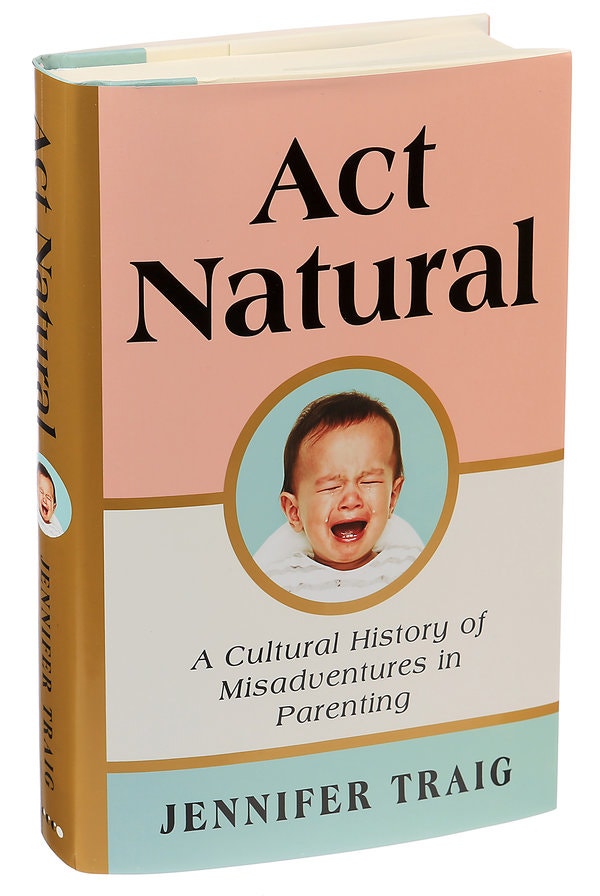 Act
Natural
A Cultural History of
Misadventures in
Parenting
JENNIFER TRAIG
Act Natural
JENNIFER TRAIG